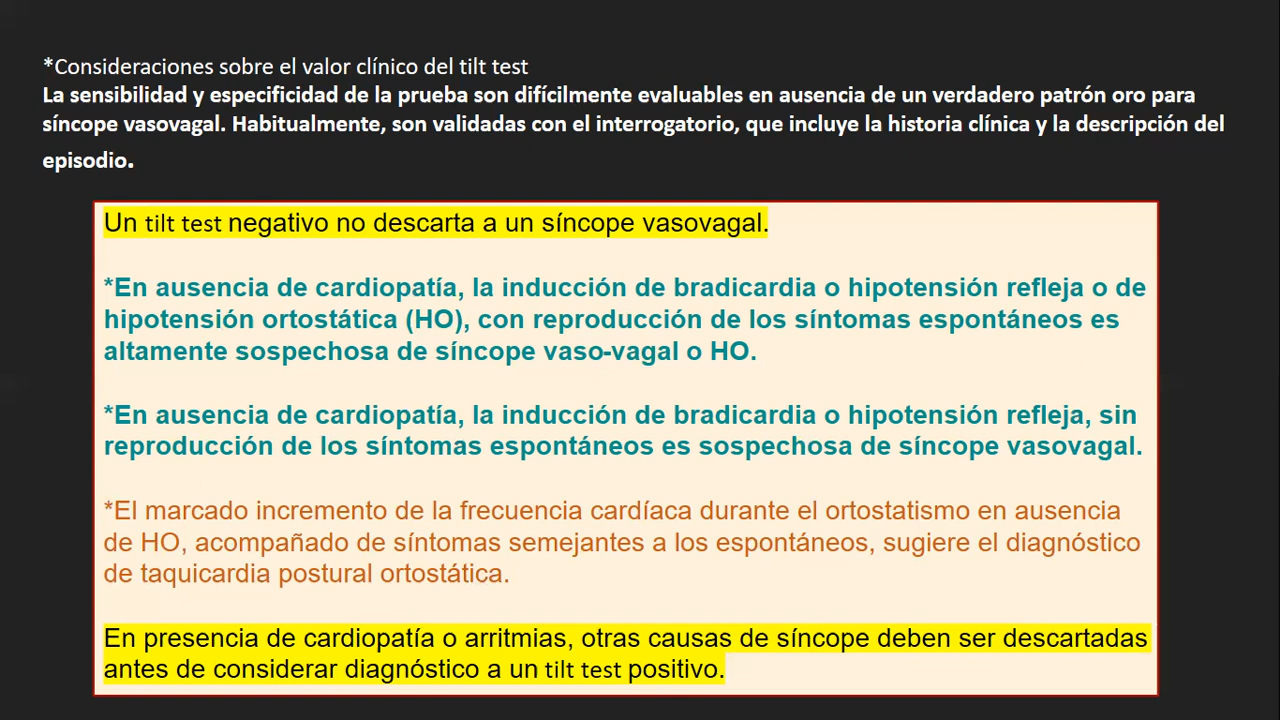 *Consideraciones sobre el valor clínico del tilt test
La sensibilidad y especificidad de la prueba son difícilmente evaluables en ausencia de un verdadero patrón oro para
síncope vasovagal. Habitualmente, son validadas con el interrogatorio, que incluye la historia clínica y la descripción del
episodio.
Un tilt test negativo no descarta a un síncope vasovagal.
*En ausencia de cardiopatía, la inducción de bradicardia o hipotensión refleja o de
hipotensión ortostática (HO), con reproducción de los síntomas espontáneos es
altamente sospechosa de síncope vaso-vagal o HO.
*En ausencia de cardiopatía, la inducción de bradicardia o hipotensión refleja, sin
reproducción de los síntomas espontáneos es sospechosa de síncope vasovagal.
*El marcado incremento de la frecuencia cardíaca durante el ortostatismo en ausencia
de HO, acompañado de síntomas semejantes a los espontáneos, sugiere el diagnóstico
de taquicardia postural ortostática.
En presencia de cardiopatía o arritmias, otras causas de síncope deben ser descartadas
antes de considerar diagnóstico a un tilt test positivo.